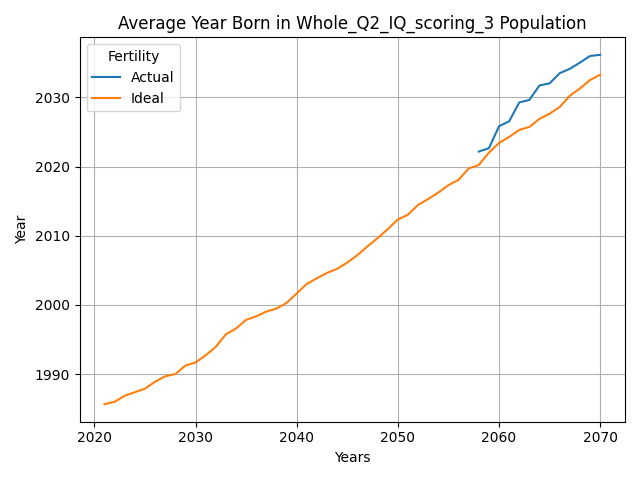 Average Year Born in Whole_Q2_IQ_scoring_3 Population
Fertility
Actual
Ideal
2030
2020
2010
2000
1990
Year
2020 2030 2040 2050 2060 2070
Years